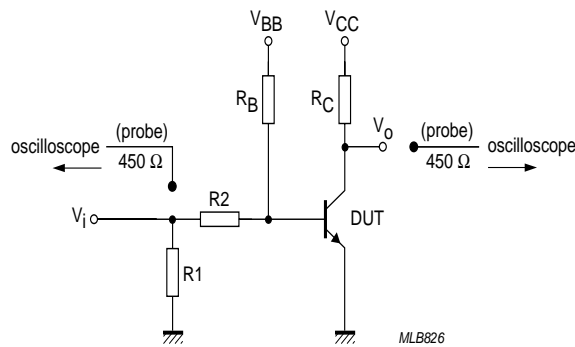 VBB
VCC
RB
RC
Vo
(probe)
oscilloscope
450 Ω
(probe)
oscilloscope
450 Ω
R2
Vi
DUT
R1
MLB826